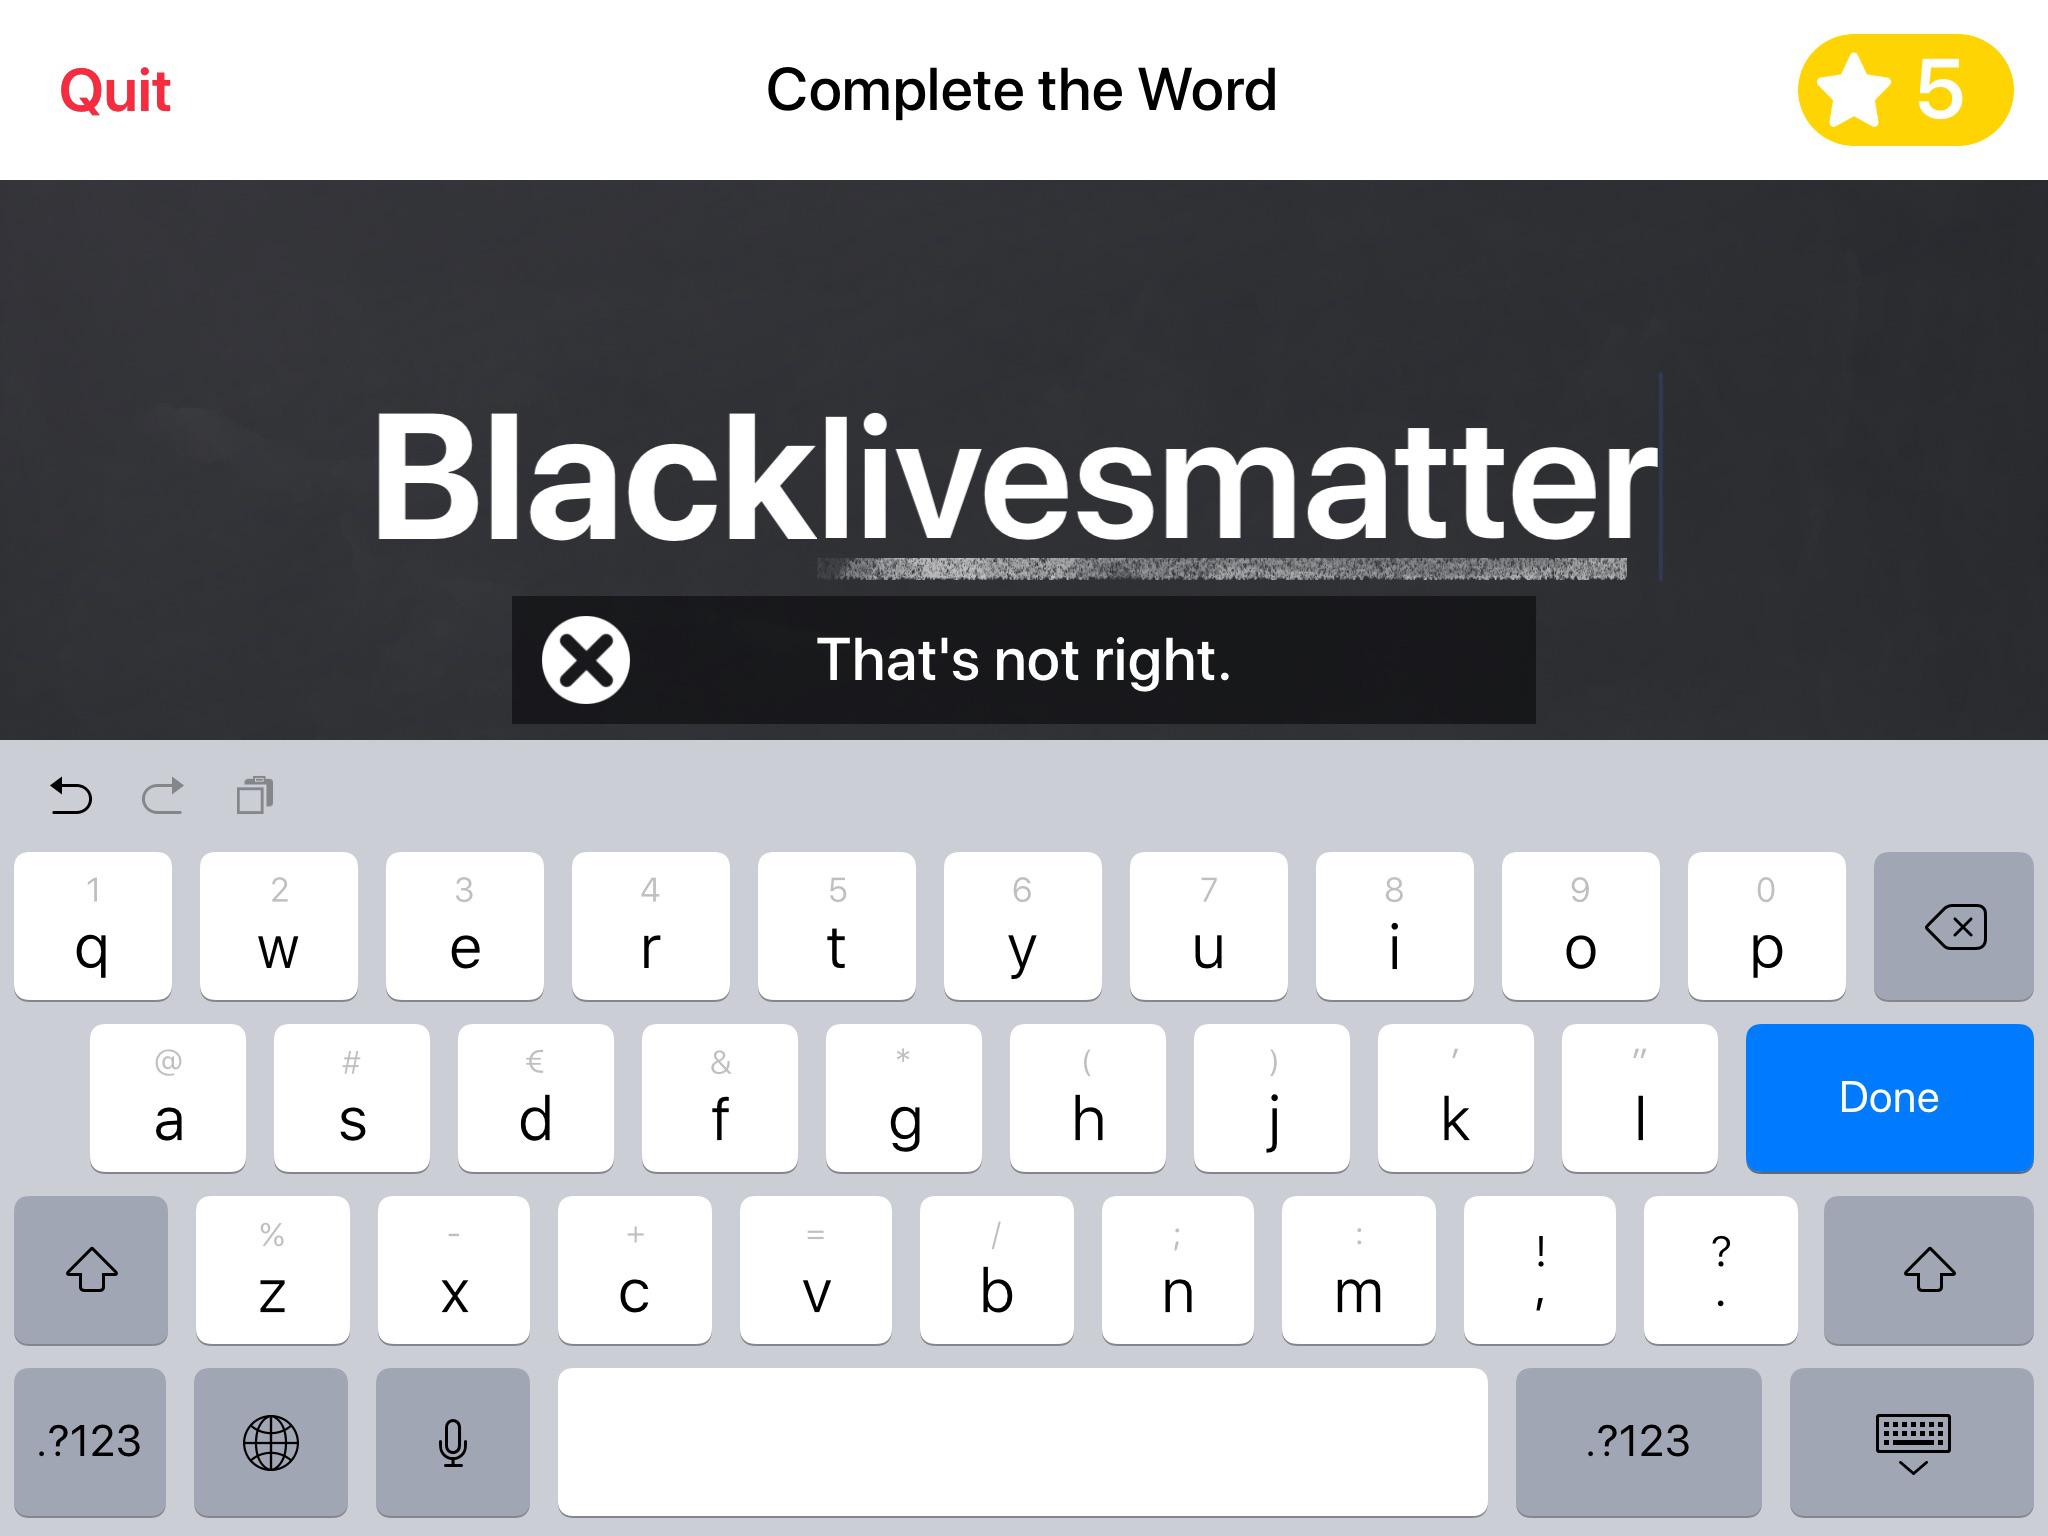 Quit
Complete the Word
5
Blacklivesmatter
That's not right.
1 2 3 4 5 6 7 8 9 0
q w e r t y u i o p
@ # € & * ( ) ' "
a s d f g h j k l
Done
% - + = / ; : ! ?
z x c v b n m , .
.?123
.?123